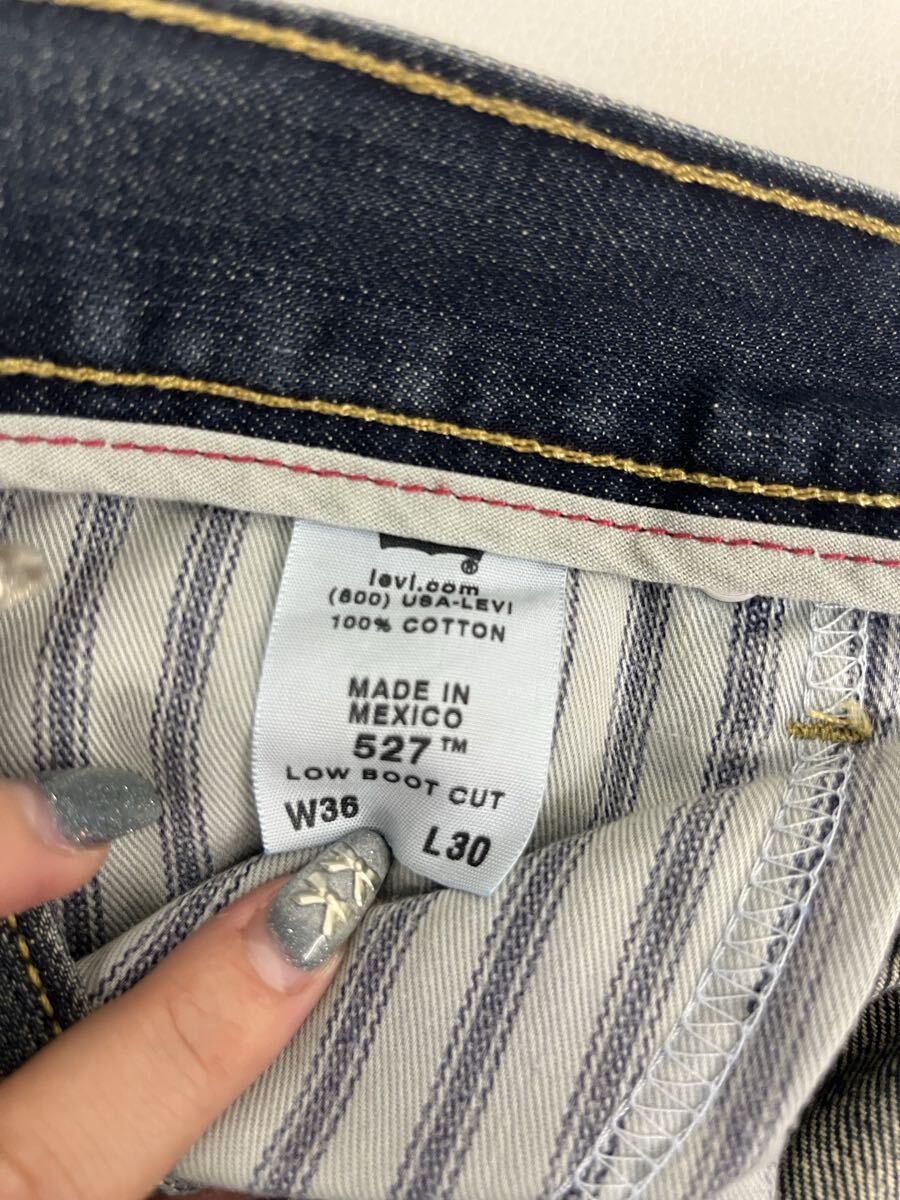 ®
levi.com
(800) USA-LEVI
100% COTTON
MADE IN
MEXICO
527™
LOW BOOT CUT
W36 L30